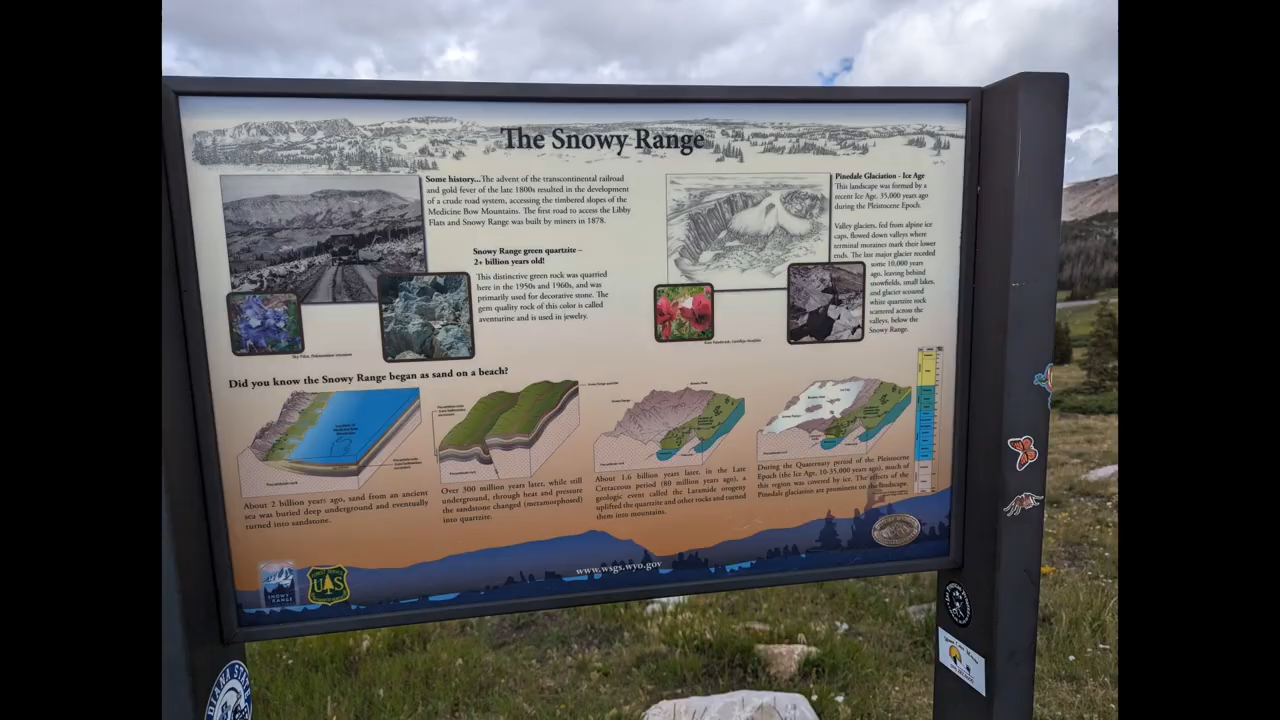 The Snowy Range
Some history...The advent of the transcontinental railroad
and gold fever of the late 1800s resulted in the development
of a crude road system, accessing the timbered slopes of the
Medicine Bow Mountains. The first road to access the Libby
Flats and Snowy Range was built by miners in 1878.
Snowy Range green quartzite –
2+ billion years old!
This distinctive green rock was quarried
here in the 1950s and 1960s, and was
primarily used for decorative stone. The
gem quality rock of this color is called
aventurine and is used in jewelry.
Pinedale Glaciation - Ice Age
This landscape was formed by a
recent Ice Age, 35,000 years ago
during the Pleistocene Epoch.
Valley glaciers, fed from alpine ice
caps, flowed down valleys where
terminal moraines mark their lower
ends. The last major glacier receded
some 10,000 years
ago, leaving behind
snowfields, small lakes,
and glacier scoured
white quartzite rock
scattered across the
valleys, below the
Snowy Range.
Did you know the Snowy Range began as sand on a beach?
About 2 billion years ago, sand from an ancient
sea was buried deep underground and eventually
turned into sandstone.
Over 300 million years later, while still
underground, through heat and pressure
the sandstone changed (metamorphosed)
into quartzite.
About 1.6 billion years later, in the Late
Cretaceous period (80 million years ago), a
geologic event called the Laramide orogeny
uplifted the quartzite and other rocks and turned
them into mountains.
During the Quaternary period of the Pleistocene
Epoch (the Ice Age, 10-35,000 years ago), much of
this region was covered by ice. The effects of the
Pinedale glaciation are prominent on the landscape.
www.wsgs.wyo.gov
SNOWY
RANGE
FOREST SERVICE
US